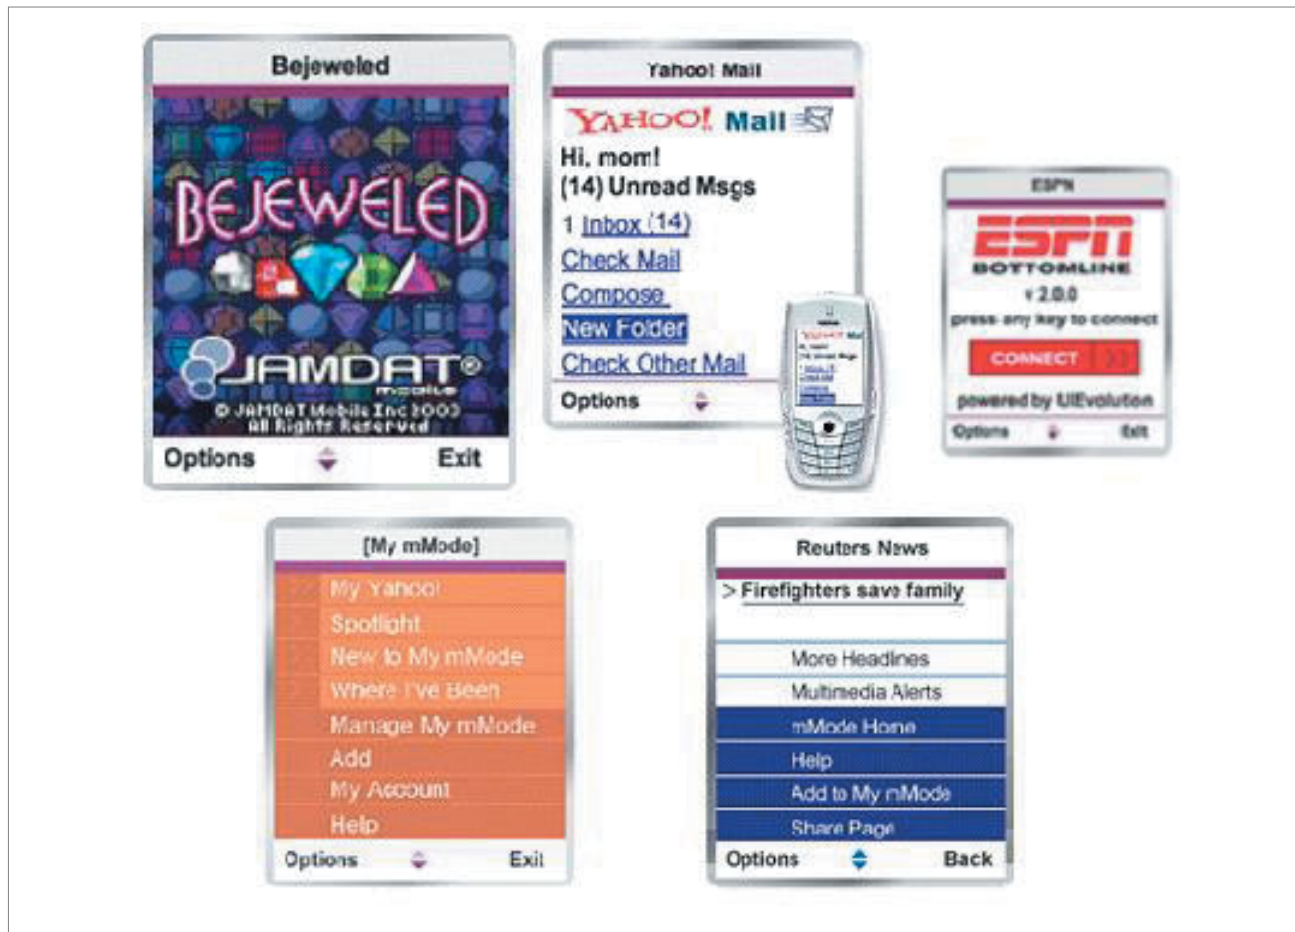 Bejeweled
BEJEWELED
JAMDAT®
mobile
© JAMDAT Mobile Inc 2003
All Rights Reserved
Options
Exit
Yahoo! Mail
YAHOO! Mail
Hi, mom!
(14) Unread Msgs
1 Inbox (14)
Check Mail
Compose
New Folder
Check Other Mail
Options
ESPN
ESPN
BOTTOMLINE
v 2.0.0
press any key to connect
CONNECT
powered by UIEvolution
Options
Exit
[My mMode]
My Yahoo!
Spotlight
New to My mMode
Where I've Been
Manage My mMode
Add
My Account
Help
Options
Exit
Reuters News
> Firefighters save family
More Headlines
Multimedia Alerts
mMode Home
Help
Add to My mMode
Share Page
Options
Back